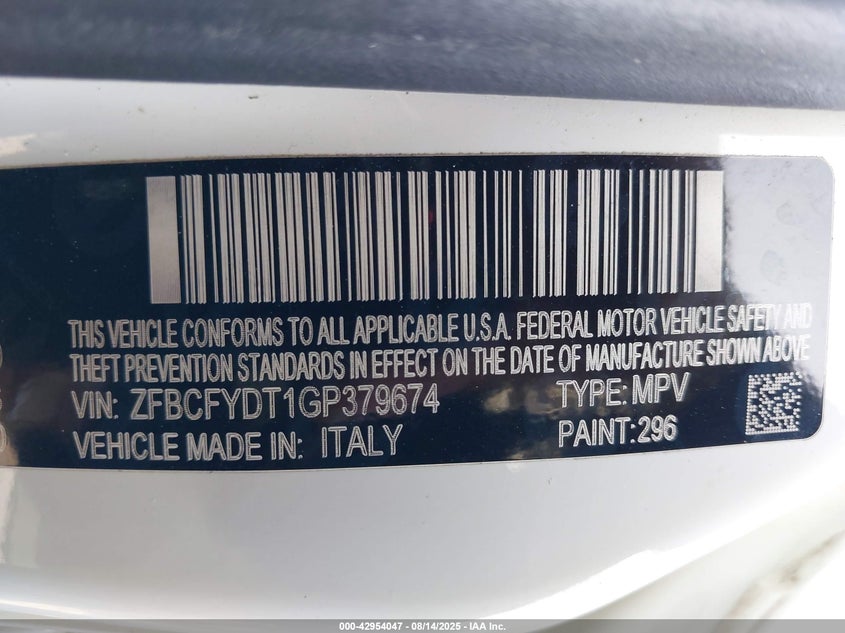 THIS VEHICLE CONFORMS TO ALL APPLICABLE U.S.A. FEDERAL MOTOR VEHICLE SAFETY AND
THEFT PREVENTION STANDARDS IN EFFECT ON THE DATE OF MANUFACTURE SHOWN ABOVE
VIN: ZFBCFYDT1GP379674 TYPE: MPV
VEHICLE MADE IN: ITALY PAINT:296
000-42954047 - 08/14/2025 - IAA Inc.